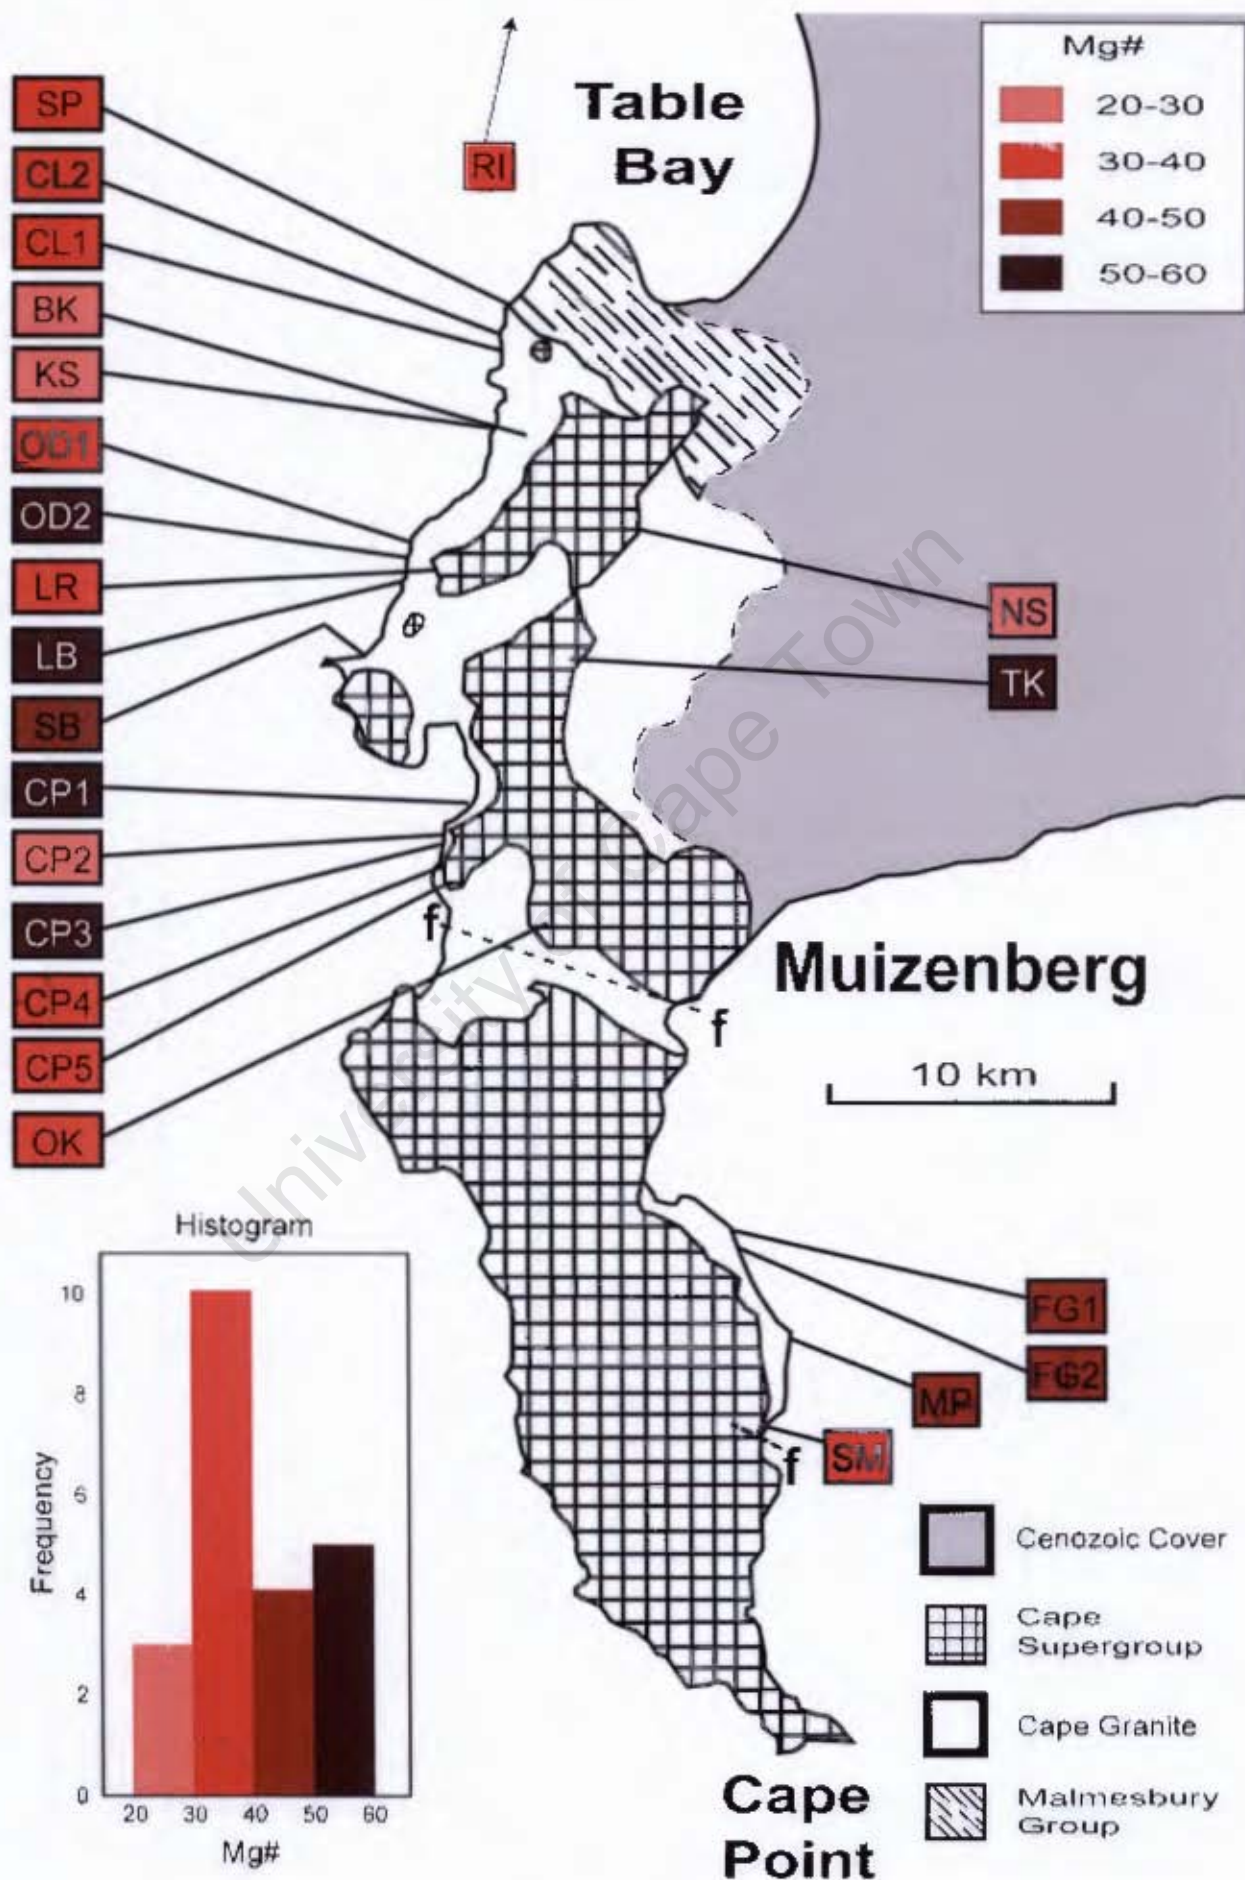 Table
Bay
RI
Mg#
20-30
30-40
40-50
50-60
SP
CL2
CL1
BK
KS
OD1
OD2
LR
LB
SB
CP1
CP2
CP3
CP4
CP5
OK
NS
TK
f
f
Muizenberg
10 km
FG1
FG2
MP
SM
f
Histogram
10
8
6
4
2
0
Frequency
20 30 40 50 60
Mg#
Cenozoic Cover
Cape
Supergroup
Cape Granite
Malmesbury
Group
Cape
Point
University of Cape Town